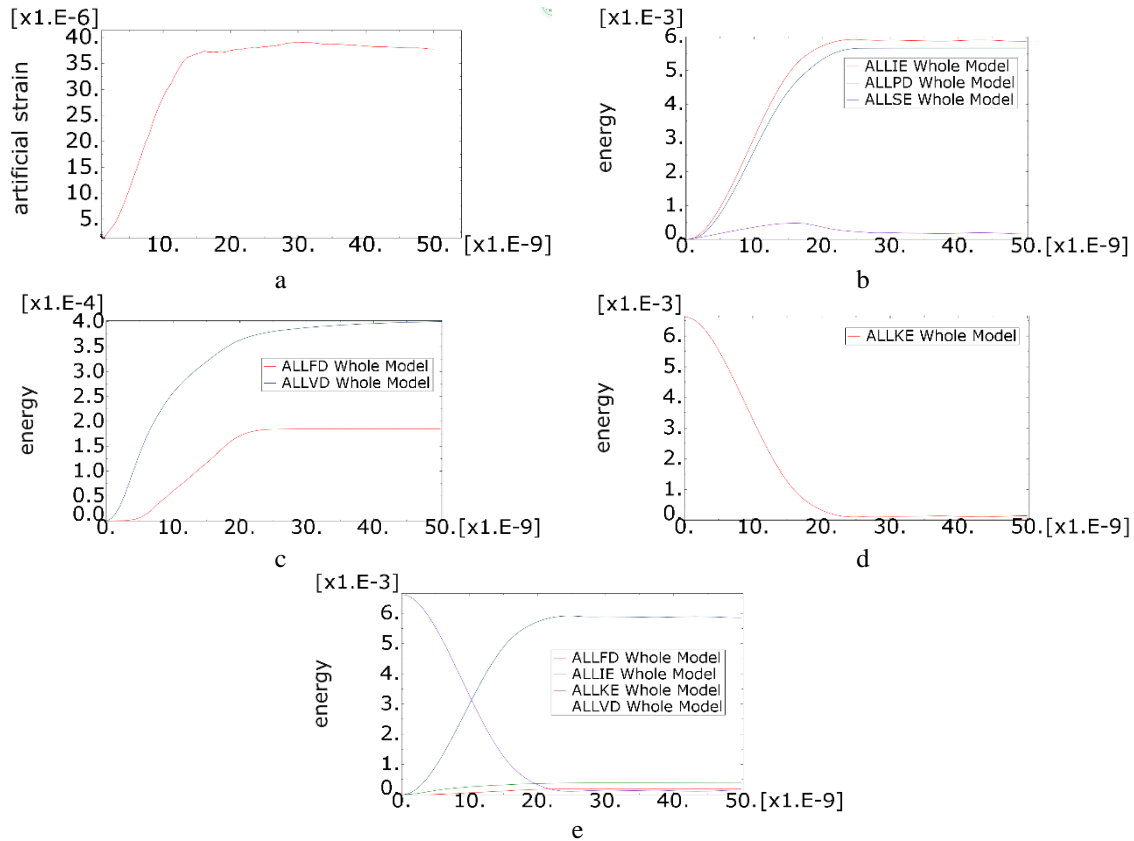 [x1.E-6]
artificial strain
40.
35.
30.
25.
20.
15.
10.
5.
10. 20. 30. 40. 50. [x1.E-9]
a
[x1.E-3]
energy
6.
5.
4.
3.
2.
1.
0.
ALLIE Whole Model
ALLPD Whole Model
ALLSE Whole Model
0. 10. 20. 30. 40. 50. [x1.E-9]
b
[x1.E-4]
energy
4.0
3.5
3.0
2.5
2.0
1.5
1.0
0.5
0.0
ALLFD Whole Model
ALLVD Whole Model
0. 10. 20. 30. 40. 50. [x1.E-9]
c
[x1.E-3]
energy
6.
5.
4.
3.
2.
1.
0.
ALLKE Whole Model
0. 10. 20. 30. 40. 50. [x1.E-9]
d
[x1.E-3]
energy
6.
5.
4.
3.
2.
1.
0.
ALLFD Whole Model
ALLIE Whole Model
ALLKE Whole Model
ALLVD Whole Model
0. 10. 20. 30. 40. 50. [x1.E-9]
e